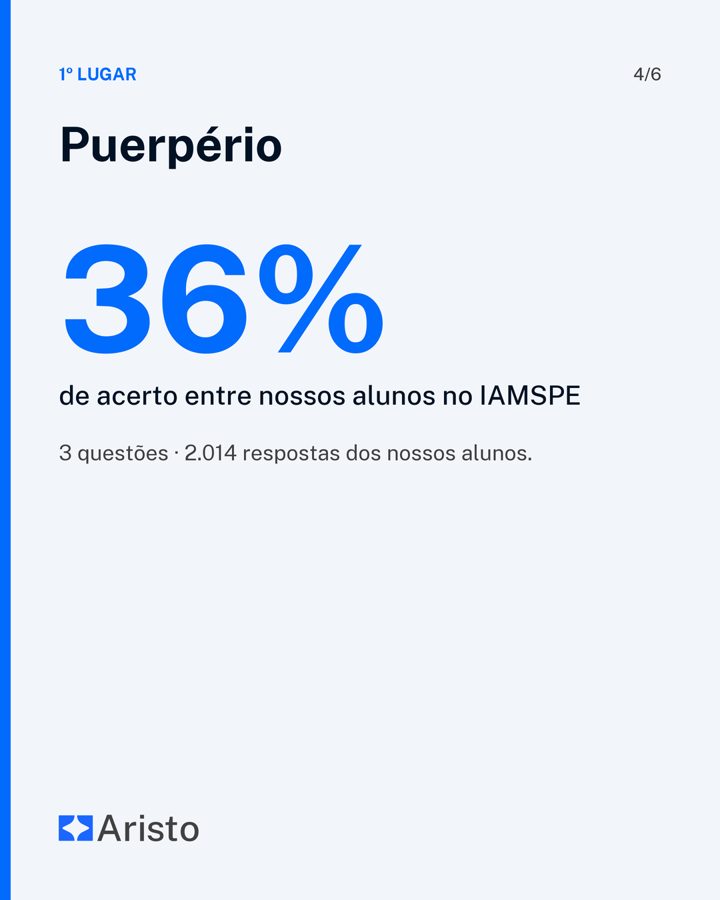 1º LUGAR
4/6
Puerpério
36%
de acerto entre nossos alunos no IAMSPE
3 questões · 2.014 respostas dos nossos alunos.
Aristo